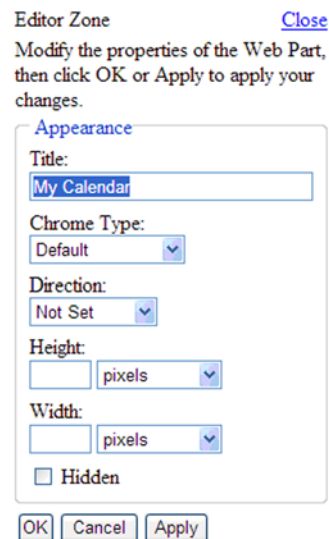 Editor Zone Close
Modify the properties of the Web Part,
then click OK or Apply to apply your
changes.
Appearance
Title:
My Calendar
Chrome Type:
Default
Direction:
Not Set
Height:
pixels
Width:
pixels
Hidden
OK Cancel Apply